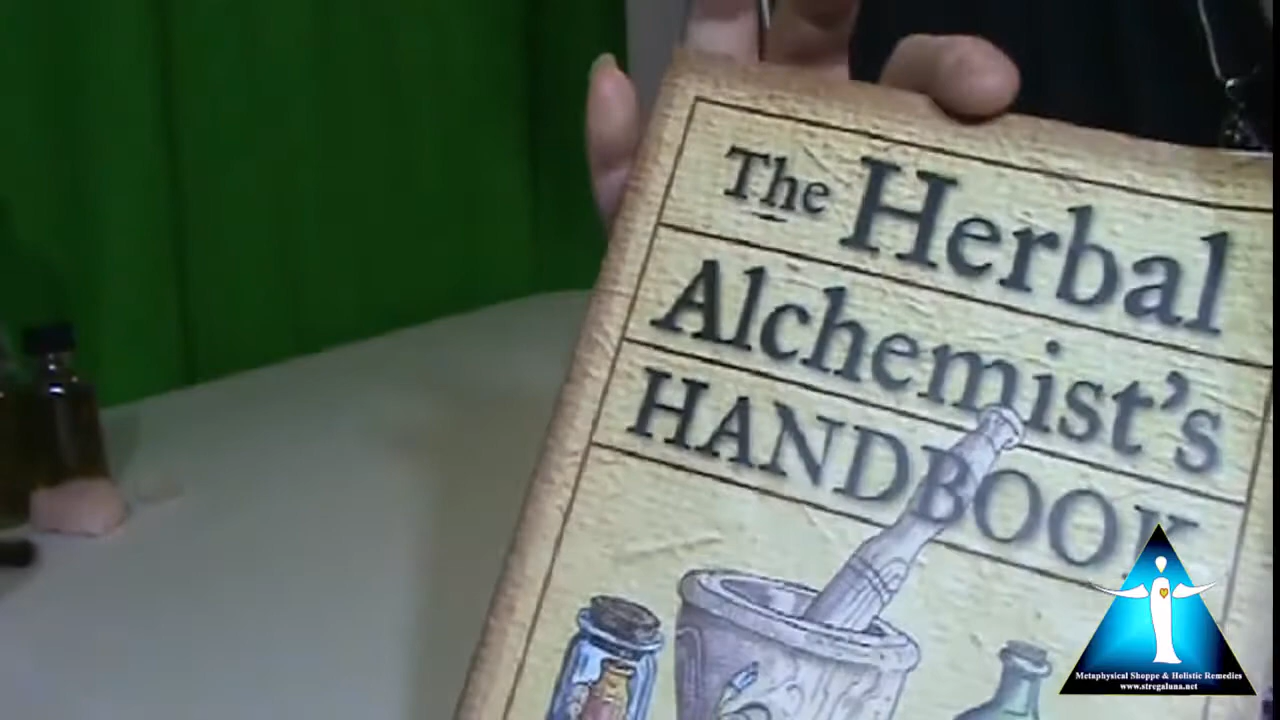 The Herbal
Alchemist's
HANDBOOK
Metaphysical Shoppe & Holistic Remedies
www.stregaluna.net